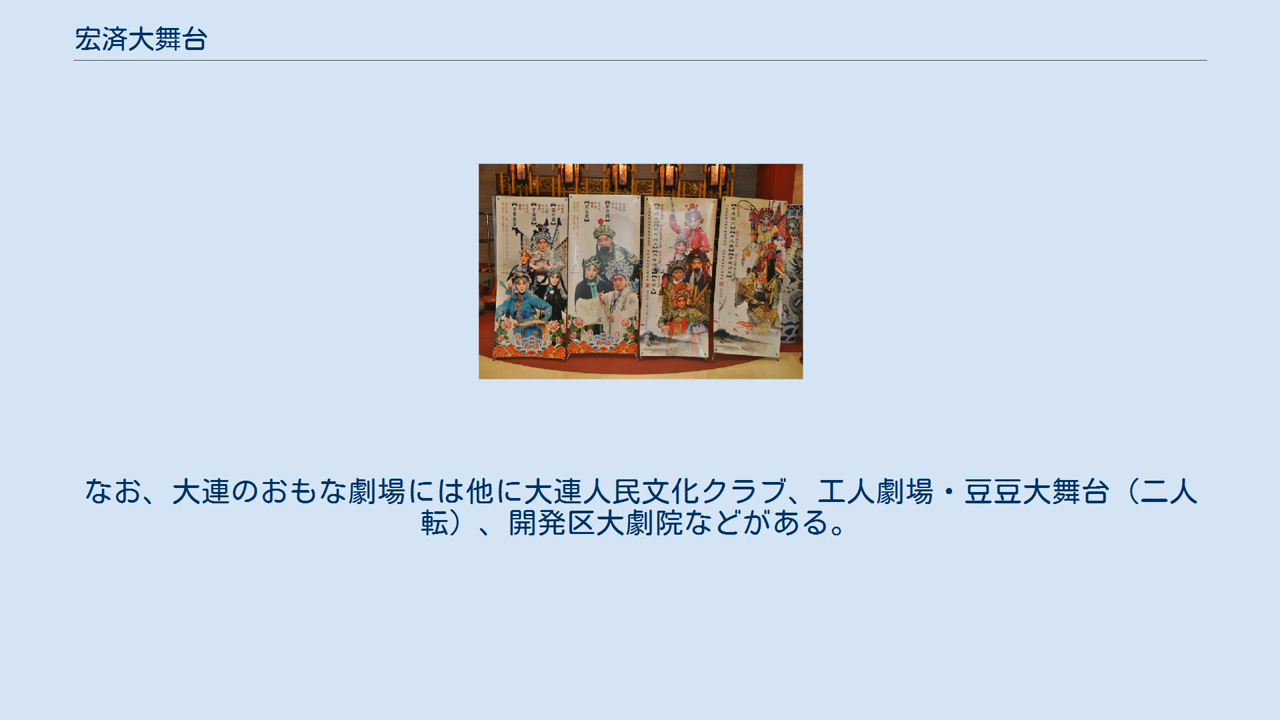 宏済大舞台
なお、大連のおもな劇場には他に大連人民文化クラブ、工人劇場・豆豆大舞台（二人
転）、開発区大劇院などがある。